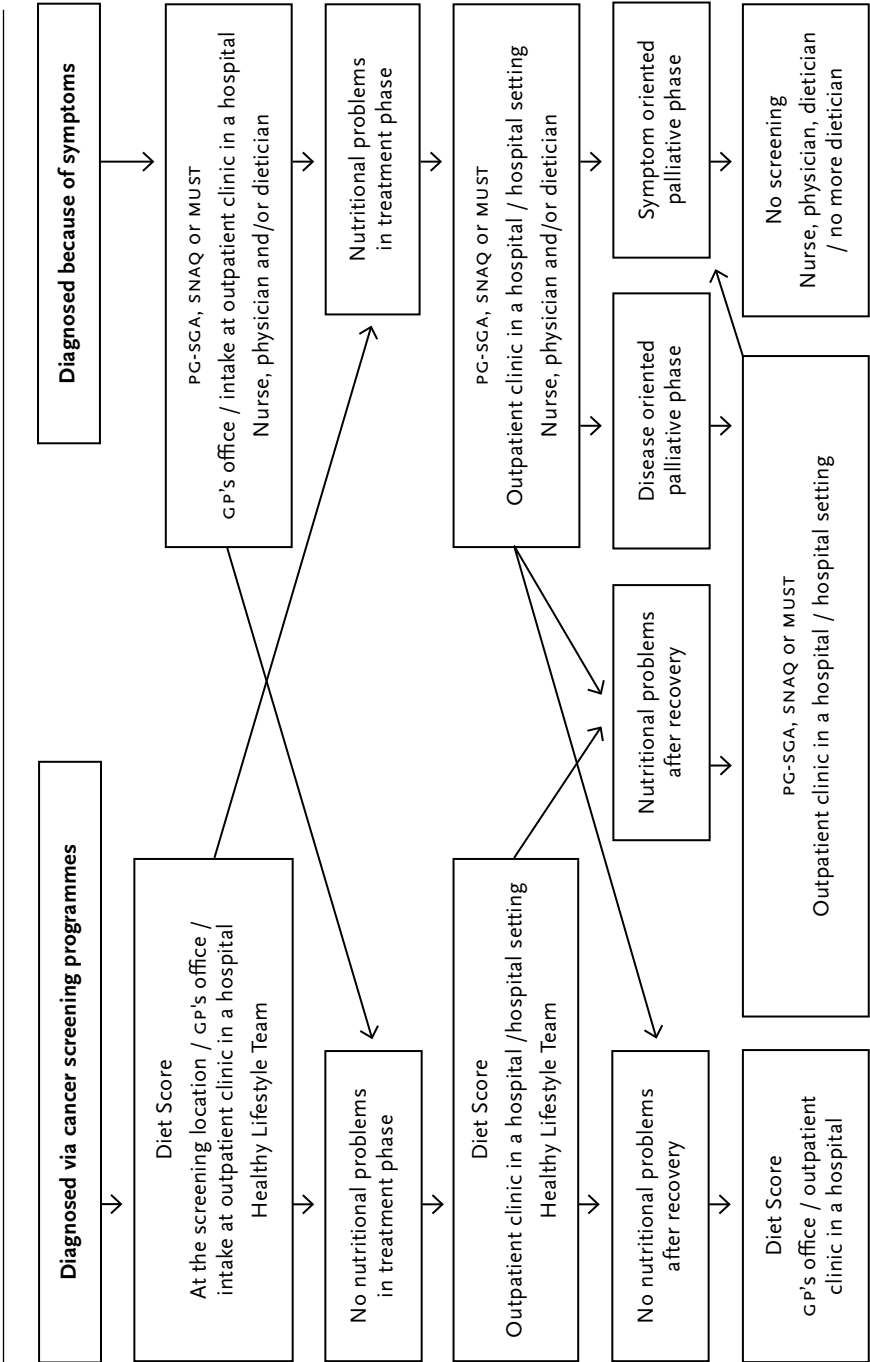 Diagnosed via cancer screening programmes
Diagnosed because of symptoms
Diet Score
At the screening location / GP's office /
intake at outpatient clinic in a hospital
Healthy Lifestyle Team
PG-SGA, SNAQ or MUST
GP's office / intake at outpatient clinic in a hospital
Nurse, physician and/or dietician
No nutritional problems
in treatment phase
Nutritional problems
in treatment phase
Diet Score
Outpatient clinic in a hospital /hospital setting
Healthy Lifestyle Team
PG-SGA, SNAQ or MUST
Outpatient clinic in a hospital / hospital setting
Nurse, physician and/or dietician
No nutritional problems
after recovery
Nutritional problems
after recovery
Disease oriented
palliative phase
Symptom oriented
palliative phase
Diet Score
GP's office / outpatient
clinic in a hospital
PG-SGA, SNAQ or MUST
Outpatient clinic in a hospital / hospital setting
No screening
Nurse, physician, dietician
/ no more dietician